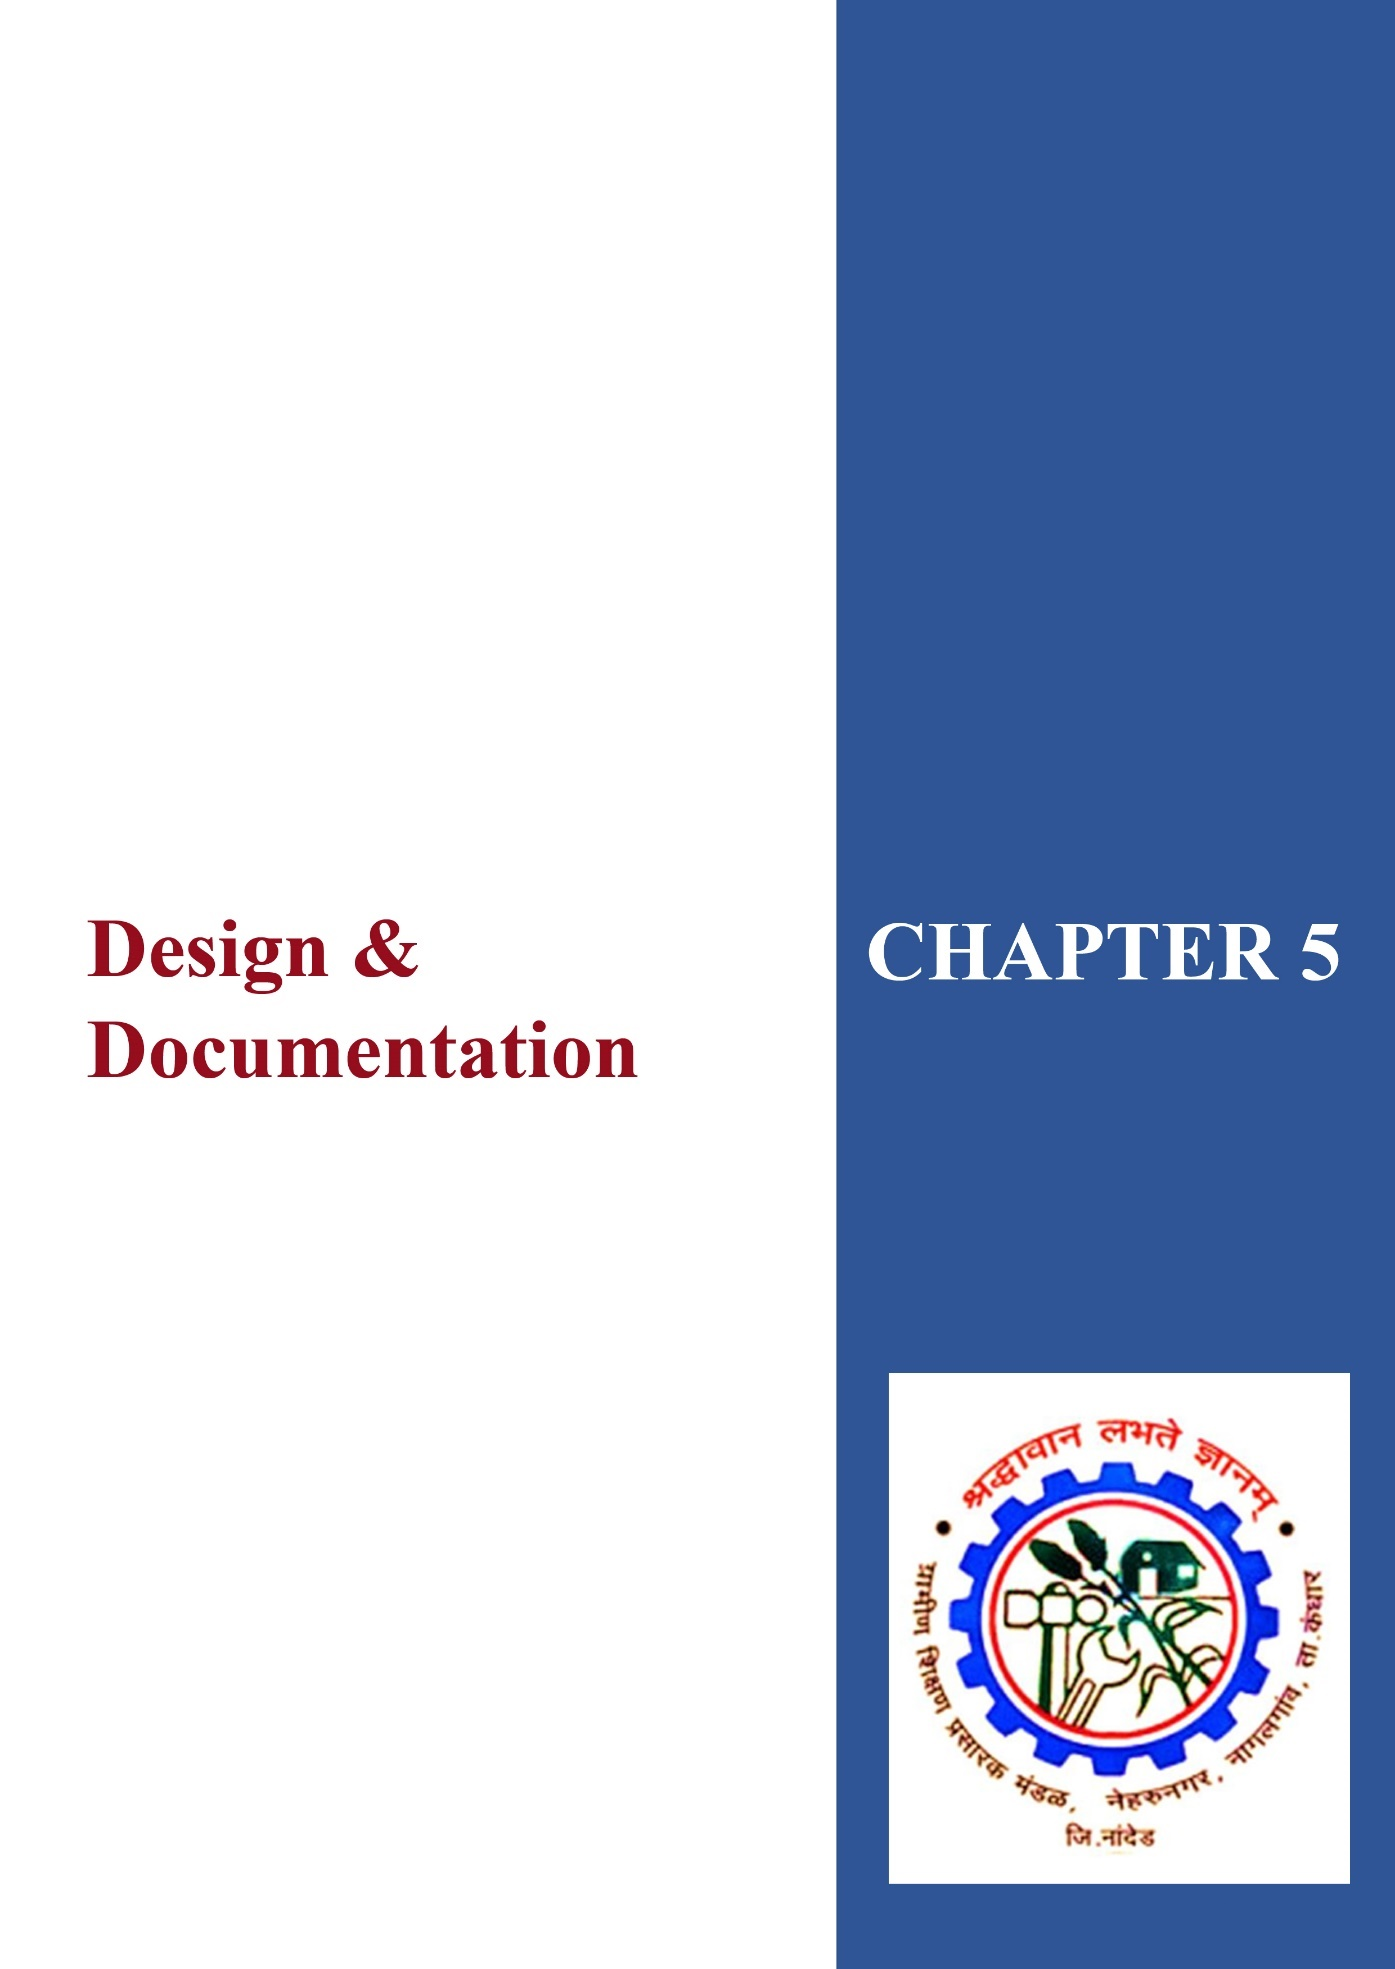 Design &
Documentation
CHAPTER 5
श्रद्धावान लभते ज्ञानम्
ग्रामीण शिक्षण प्रसारक मंडळ, नेहरुनगर, नागलगांव, ता.कंधार
जि.नांदेड